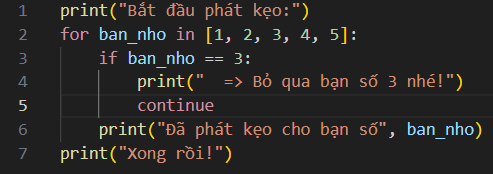 1 print("Bắt đầu phát kẹo:")
2 for ban_nho in [1, 2, 3, 4, 5]:
3     if ban_nho == 3:
4         print("  => Bỏ qua bạn số 3 nhé!")
5         continue
6     print("Đã phát kẹo cho bạn số", ban_nho)
7 print("Xong rồi!")